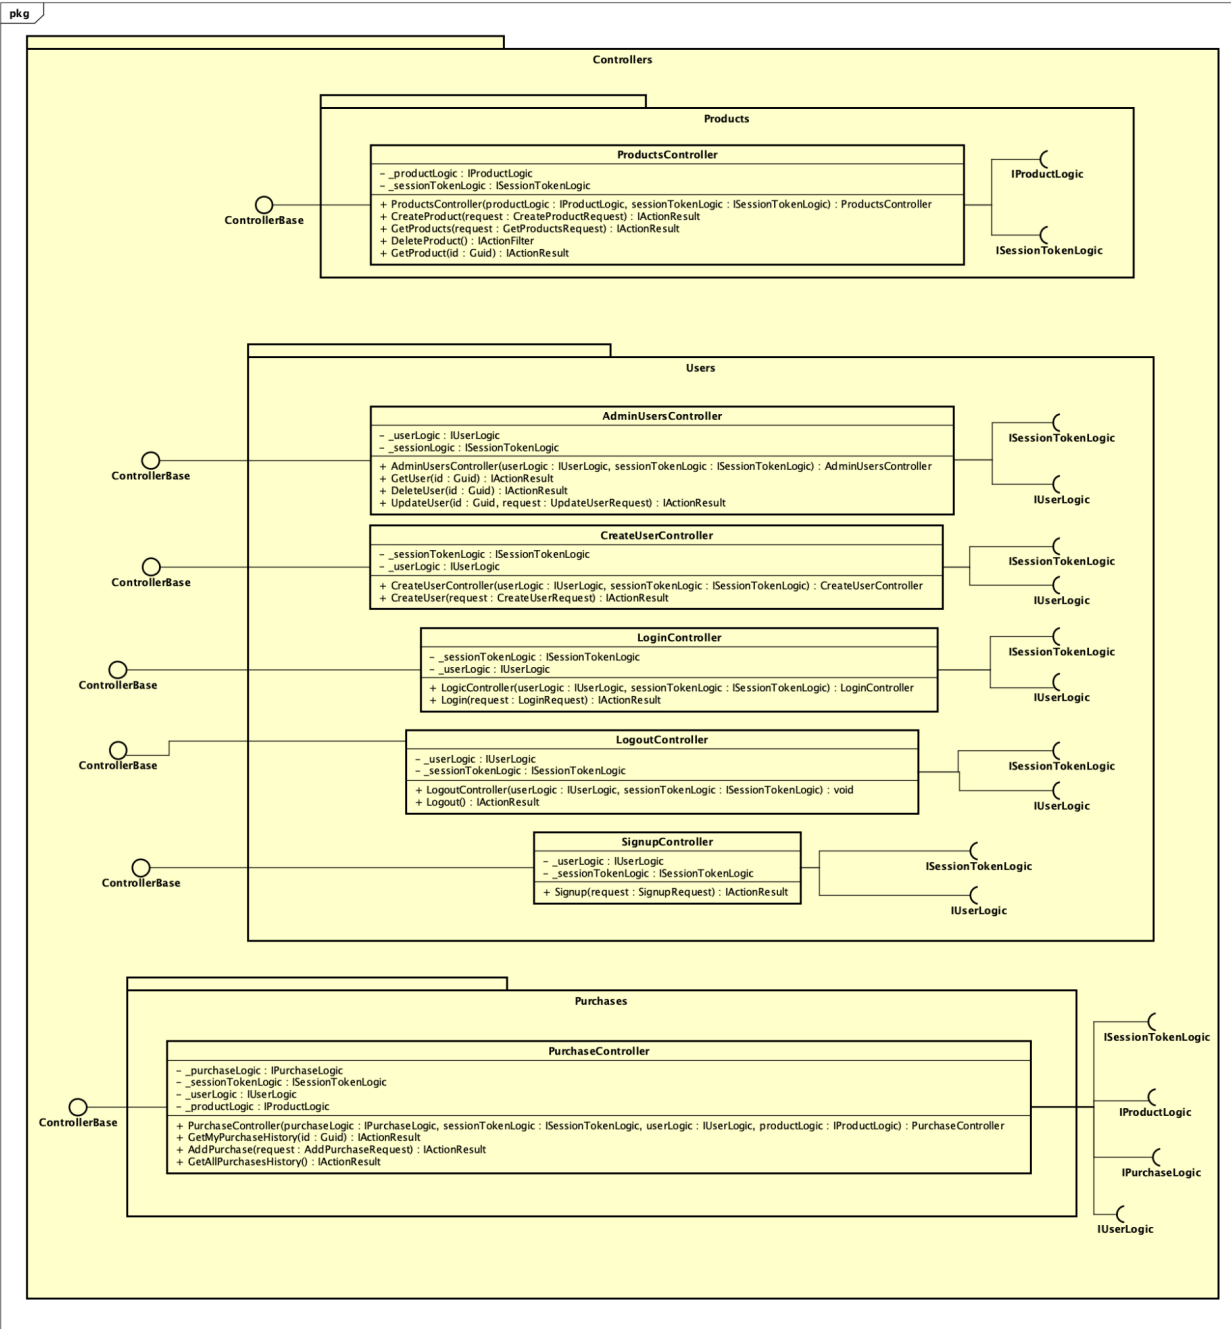 pkg
Controllers
Products
ProductsController
- _productLogic : IProductLogic
- _sessionTokenLogic : ISessionTokenLogic
+ ProductsController(productLogic : IProductLogic, sessionTokenLogic : ISessionTokenLogic) : ProductsController
+ CreateProduct(request : CreateProductRequest) : IActionResult
+ GetProducts(request : GetProductsRequest) : IActionResult
+ DeleteProduct() : IActionFilter
+ GetProduct(id : Guid) : IActionResult
ControllerBase
IProductLogic
ISessionTokenLogic
Users
AdminUsersController
- _userLogic : IUserLogic
- _sessionLogic : ISessionTokenLogic
+ AdminUsersController(userLogic : IUserLogic, sessionTokenLogic : ISessionTokenLogic) : AdminUsersController
+ GetUser(id : Guid) : IActionResult
+ DeleteUser(id : Guid) : IActionResult
+ UpdateUser(id : Guid, request : UpdateUserRequest) : IActionResult
ControllerBase
ISessionTokenLogic
IUserLogic
CreateUserController
- _sessionTokenLogic : ISessionTokenLogic
- _userLogic : IUserLogic
+ CreateUserController(userLogic : IUserLogic, sessionTokenLogic : ISessionTokenLogic) : CreateUserController
+ CreateUser(request : CreateUserRequest) : IActionResult
ControllerBase
ISessionTokenLogic
IUserLogic
LoginController
- _sessionTokenLogic : ISessionTokenLogic
- _userLogic : IUserLogic
+ LogicController(userLogic : IUserLogic, sessionTokenLogic : ISessionTokenLogic) : LoginController
+ Login(request : LoginRequest) : IActionResult
ControllerBase
ISessionTokenLogic
IUserLogic
LogoutController
- _userLogic : IUserLogic
- _sessionTokenLogic : ISessionTokenLogic
+ LogoutController(userLogic : IUserLogic, sessionTokenLogic : ISessionTokenLogic) : void
+ Logout() : IActionResult
ControllerBase
ISessionTokenLogic
IUserLogic
SignupController
- _userLogic : IUserLogic
- _sessionTokenLogic : ISessionTokenLogic
+ Signup(request : SignupRequest) : IActionResult
ControllerBase
ISessionTokenLogic
IUserLogic
Purchases
PurchaseController
- _purchaseLogic : IPurchaseLogic
- _sessionTokenLogic : ISessionTokenLogic
- _userLogic : IUserLogic
- _productLogic : IProductLogic
+ PurchaseController(purchaseLogic : IPurchaseLogic, sessionTokenLogic : ISessionTokenLogic, userLogic : IUserLogic, productLogic : IProductLogic) : PurchaseController
+ GetMyPurchaseHistory(id : Guid) : IActionResult
+ AddPurchase(request : AddPurchaseRequest) : IActionResult
+ GetAllPurchasesHistory() : IActionResult
ControllerBase
ISessionTokenLogic
IProductLogic
IPurchaseLogic
IUserLogic